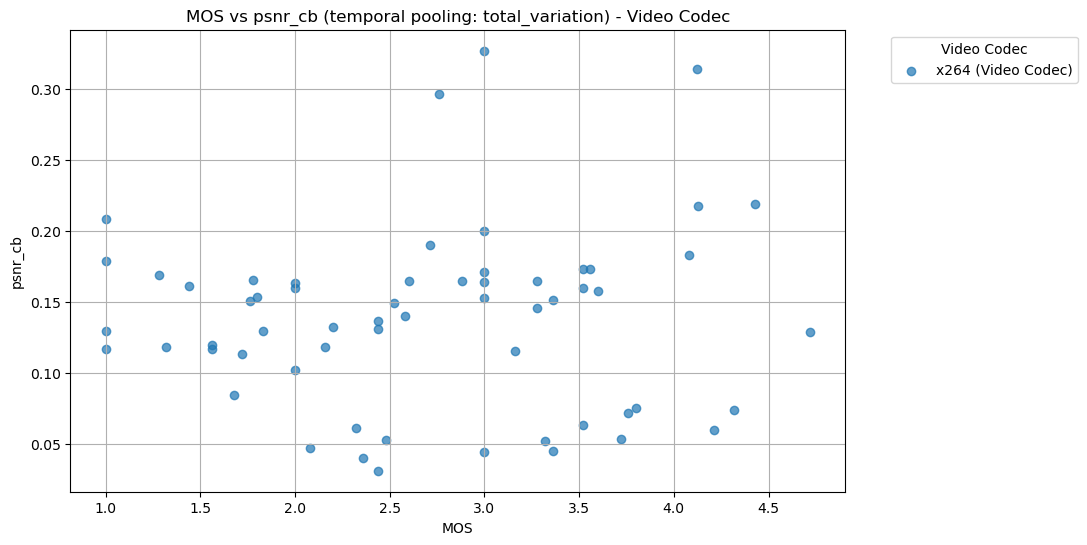 MOS vs psnr_cb (temporal pooling: total_variation) - Video Codec
Video Codec
x264 (Video Codec)
psnr_cb
0.30
0.25
0.20
0.15
0.10
0.05
1.0 1.5 2.0 2.5 3.0 3.5 4.0 4.5
MOS